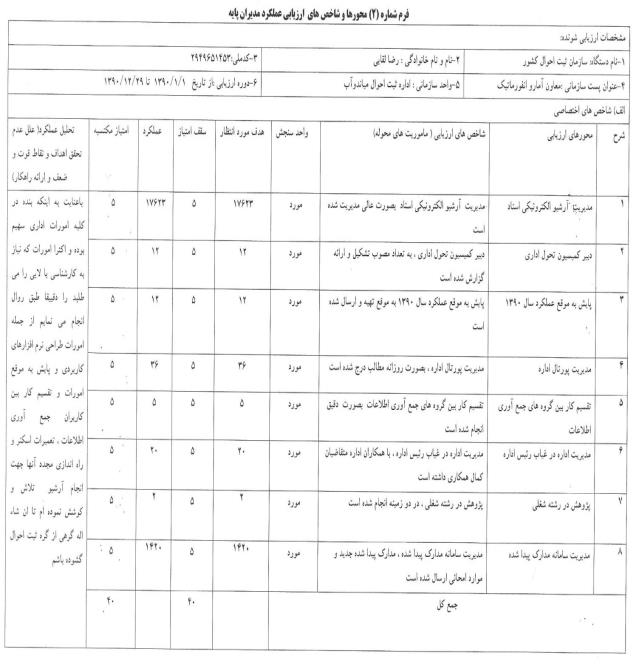 فرم شماره (۲) محورها و شاخص های ارزیابی عملکرد مدیران پایه
مشخصات ارزیابی شونده:
۱-نام دستگاه: سازمان ثبت احوال کشور
۲-نام و نام خانوادگی : رضا لقایی
۳-کدملی: ۲۹۴۹۶۵۱۴۵۳
۴-عنوان پست سازمانی: معاون آمارو انفورماتیک
۵-واحد سازمانی : اداره ثبت احوال میاندوآب
۶-دوره ارزیابی :از تاریخ ۱۳۹۰/۱/۱ تا ۱۳۹۰/۱۲/۲۹
الف) شاخص های اختصاصی
شرح
محورهای ارزیابی
شاخص های ارزیابی ( ماموریت های محوله)
واحد سنجش
هدف مورد انتظار
سقف امتیاز
عملکرد
امتیاز مکتسبه
تحلیل عملکرد( علل عدم
تحقق اهداف و نقاط قوت و
ضعف و ارائه راهکار)
۱
مدیریت آرشیو الکترونیکی اسناد
مدیریت آرشیو الکترونیکی اسناد بصورت عالی مدیریت شده
است
مورد
۱۷۶۲۳
۵
۱۷۶۲۳
۵
۲
دبیر کمیسیون تحول اداری
دبیر کمیسیون تحول اداری ، به تعداد مصوب تشکیل و ارائه
گزارش شده است
مورد
۱۲
۵
۱۲
۵
۳
پایش به موقع عملکرد سال ۱۳۹۰
پایش به موقع عملکرد سال ۱۳۹۰ به موقع تهیه و ارسال شده
است
مورد
۱۲
۵
۱۲
۵
۴
مدیریت پورتال اداره
مدیریت پورتال اداره ، بصورت روزانه مطالب درج شده است
مورد
۳۶
۵
۳۶
۵
۵
تقسیم کار بین گروه های جمع آوری
اطلاعات
تقسیم کار بین گروه های جمع آوری اطلاعات بصورت دقیق
انجام شده است
مورد
۵
۵
۵
۵
۶
مدیریت اداره در غیاب رئیس اداره
مدیریت اداره در غیاب رئیس اداره ، با همکاران اداره متقاضیان
کمال همکاری داشته است
مورد
۲۰
۵
۲۰
۵
۷
پژوهش در رشته شغلی
پژوهش در رشته شغلی ، در دو زمینه انجام شده است
مورد
۲
۵
۲
۵
۸
مدیریت سامانه مدارک پیدا شده
مدیریت سامانه مدارک پیدا شده ، مدارک پیدا شده جدید و
موارد امحائی ارسال شده است
مورد
۱۴۲۰
۵
۱۴۲۰
۵
باعنایت به اینکه بنده در
کلیه امورات اداری سهیم
بوده و اکثرا امورات که نیاز
به کارشناسی با لایی را می
طلبد را دقیقا طبق روال
انجام می نمایم از جمله
امورات طراحی نرم افزارهای
کاربردی و پایش به موقع
امورات و تقسیم کار بین
کاربران جمع آوری
اطلاعات ، تعمیرات اسکنر و
راه اندازی مجدد آنها جهت
انجام آرشیو تلاش و
کوشش نموده ام تا ان شاء
اله گرهی از گره ثبت احوال
گشوده باشم
جمع کل
۴۰
۴۰